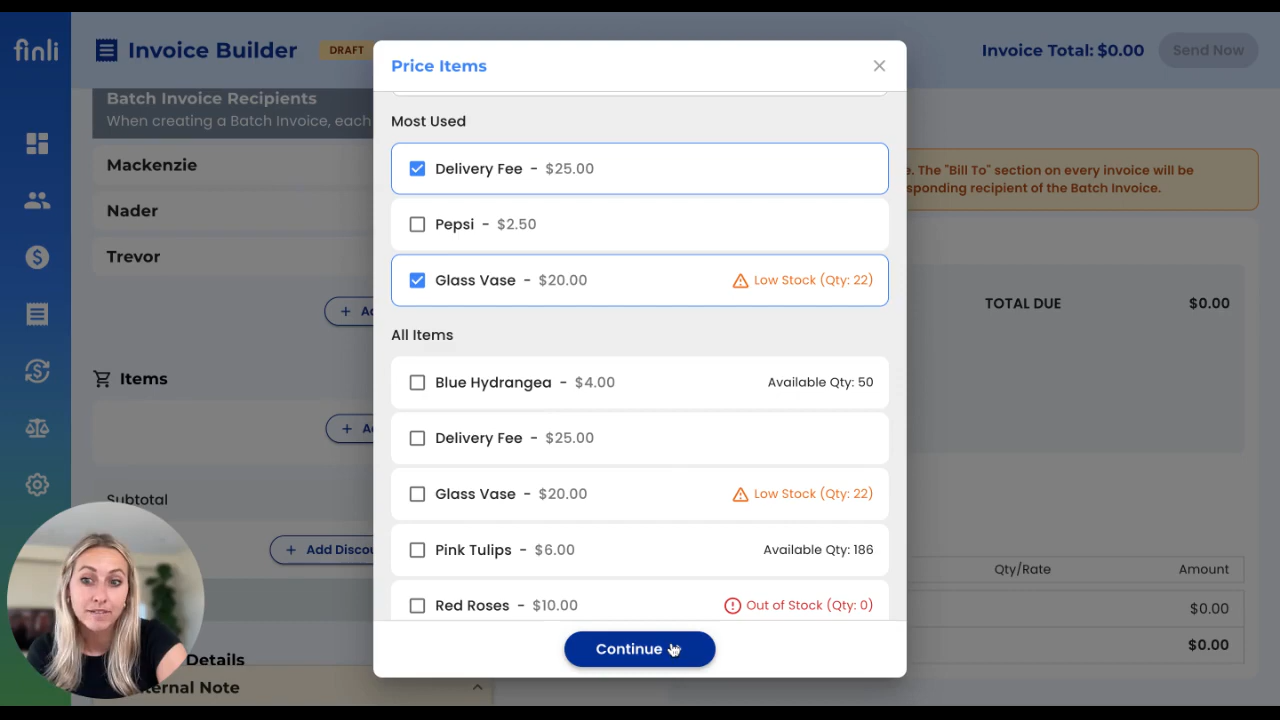 finli
Invoice Builder
DRAFT
Invoice Total: $0.00
Send Now
Batch Invoice Recipients
When creating a Batch Invoice, each
Mackenzie
Nader
Trevor
+ Ad
Items
+ Ad
Subtotal
+ Add Discou
Details
ternal Note
Price Items
Most Used
Delivery Fee - $25.00
Pepsi - $2.50
Glass Vase - $20.00 Low Stock (Qty: 22)
All Items
Blue Hydrangea - $4.00 Available Qty: 50
Delivery Fee - $25.00
Glass Vase - $20.00 Low Stock (Qty: 22)
Pink Tulips - $6.00 Available Qty: 186
Red Roses - $10.00 Out of Stock (Qty: 0)
Continue
e. The "Bill To" section on every invoice will be
sponding recipient of the Batch Invoice.
TOTAL DUE $0.00
Qty/Rate Amount
$0.00
$0.00